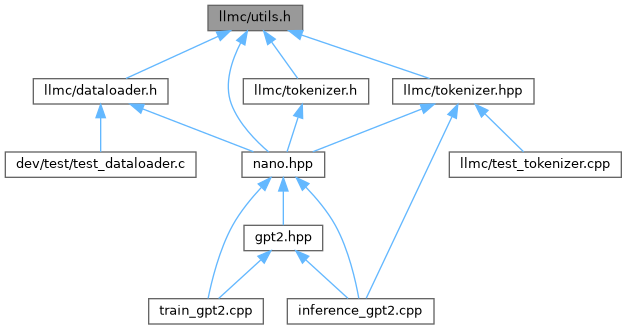 llmc/utils.h
llmc/dataloader.h
llmc/tokenizer.h
llmc/tokenizer.hpp
dev/test/test_dataloader.c
nano.hpp
llmc/test_tokenizer.cpp
gpt2.hpp
train_gpt2.cpp
inference_gpt2.cpp